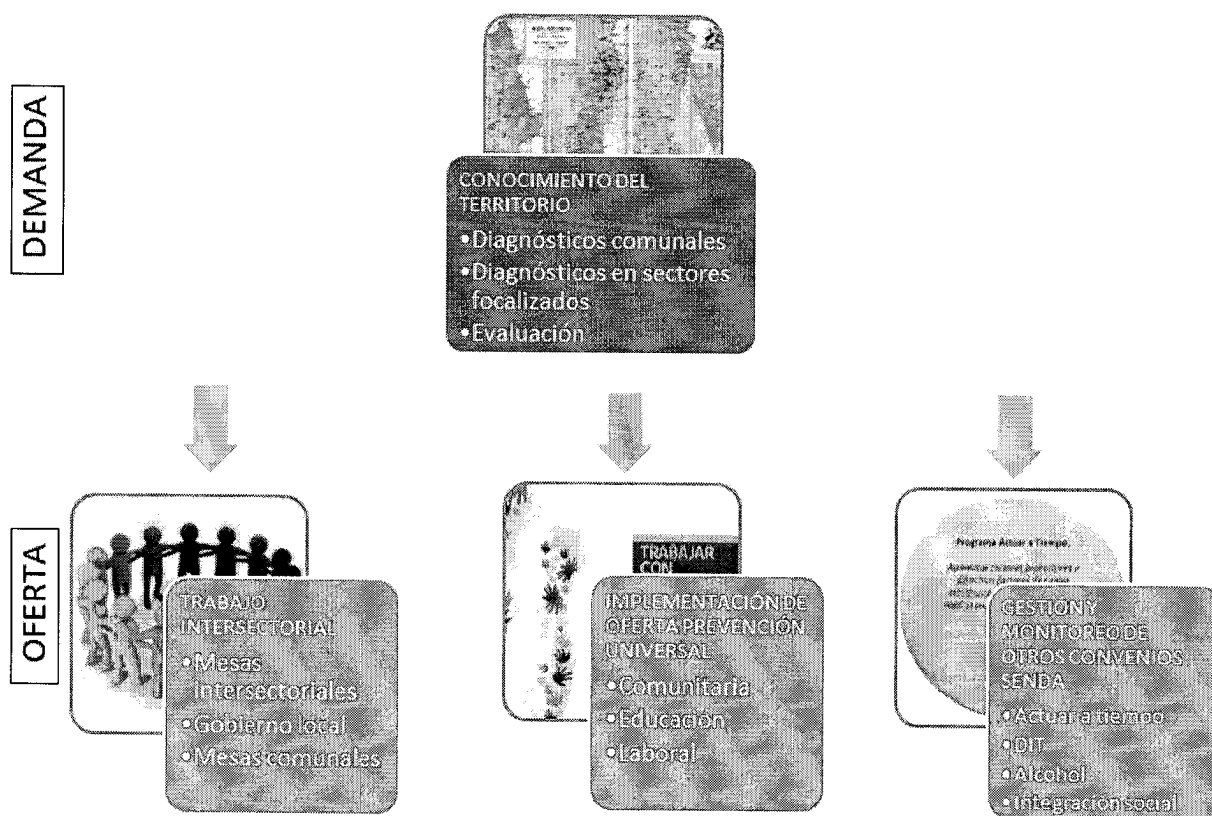 DEMANDA
CONOCIMIENTO DEL
TERRITORIO
•Diagnósticos comunales
•Diagnósticos en sectores
focalizados
•Evaluación
OFERTA
TRABAJO
INTERSECTORIAL
•Mesas
intersectoriales
•Gobierno local
•Mesas comunales
TRABAJAR
CON
IMPLEMENTACIÓN DE
OFERTA PREVENCIÓN
UNIVERSAL
•Comunitaria
•Educación
•Laboral
Programa Actuar a Tiempo.
GESTION Y
MONITOREO DE
OTROS CONVENIOS
SENDA
•Actuar a tiempo
•DIT
•Alcohol
•Integración social